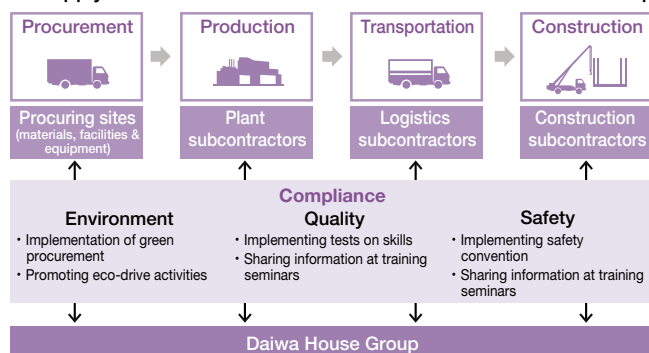 Procurement
Production
Transportation
Construction
Procuring sites
(materials, facilities &
equipment)
Plant
subcontractors
Logistics
subcontractors
Construction
subcontractors
Compliance
Environment
・Implementation of green
procurement
・Promoting eco-drive activities
Quality
・Implementing tests on skills
・Sharing information at training
seminars
Safety
・Implementing safety
convention
・Sharing information at training
seminars
Daiwa House Group